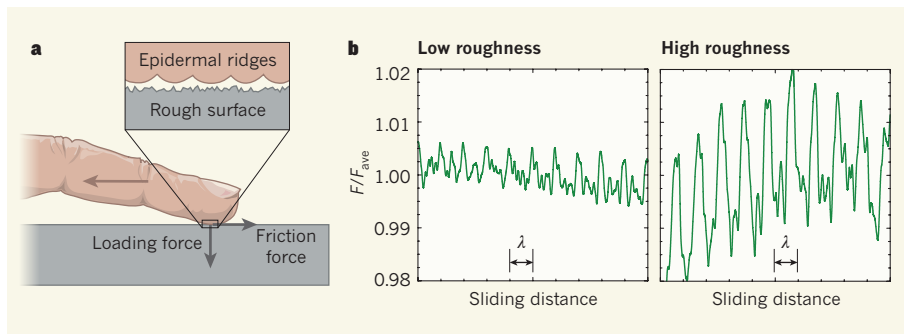 a
Epidermal ridges
Rough surface
Loading force
Friction
force
b
Low roughness
High roughness
1.02
1.01
1.00
0.99
0.98
F/Fave
λ
λ
Sliding distance
Sliding distance